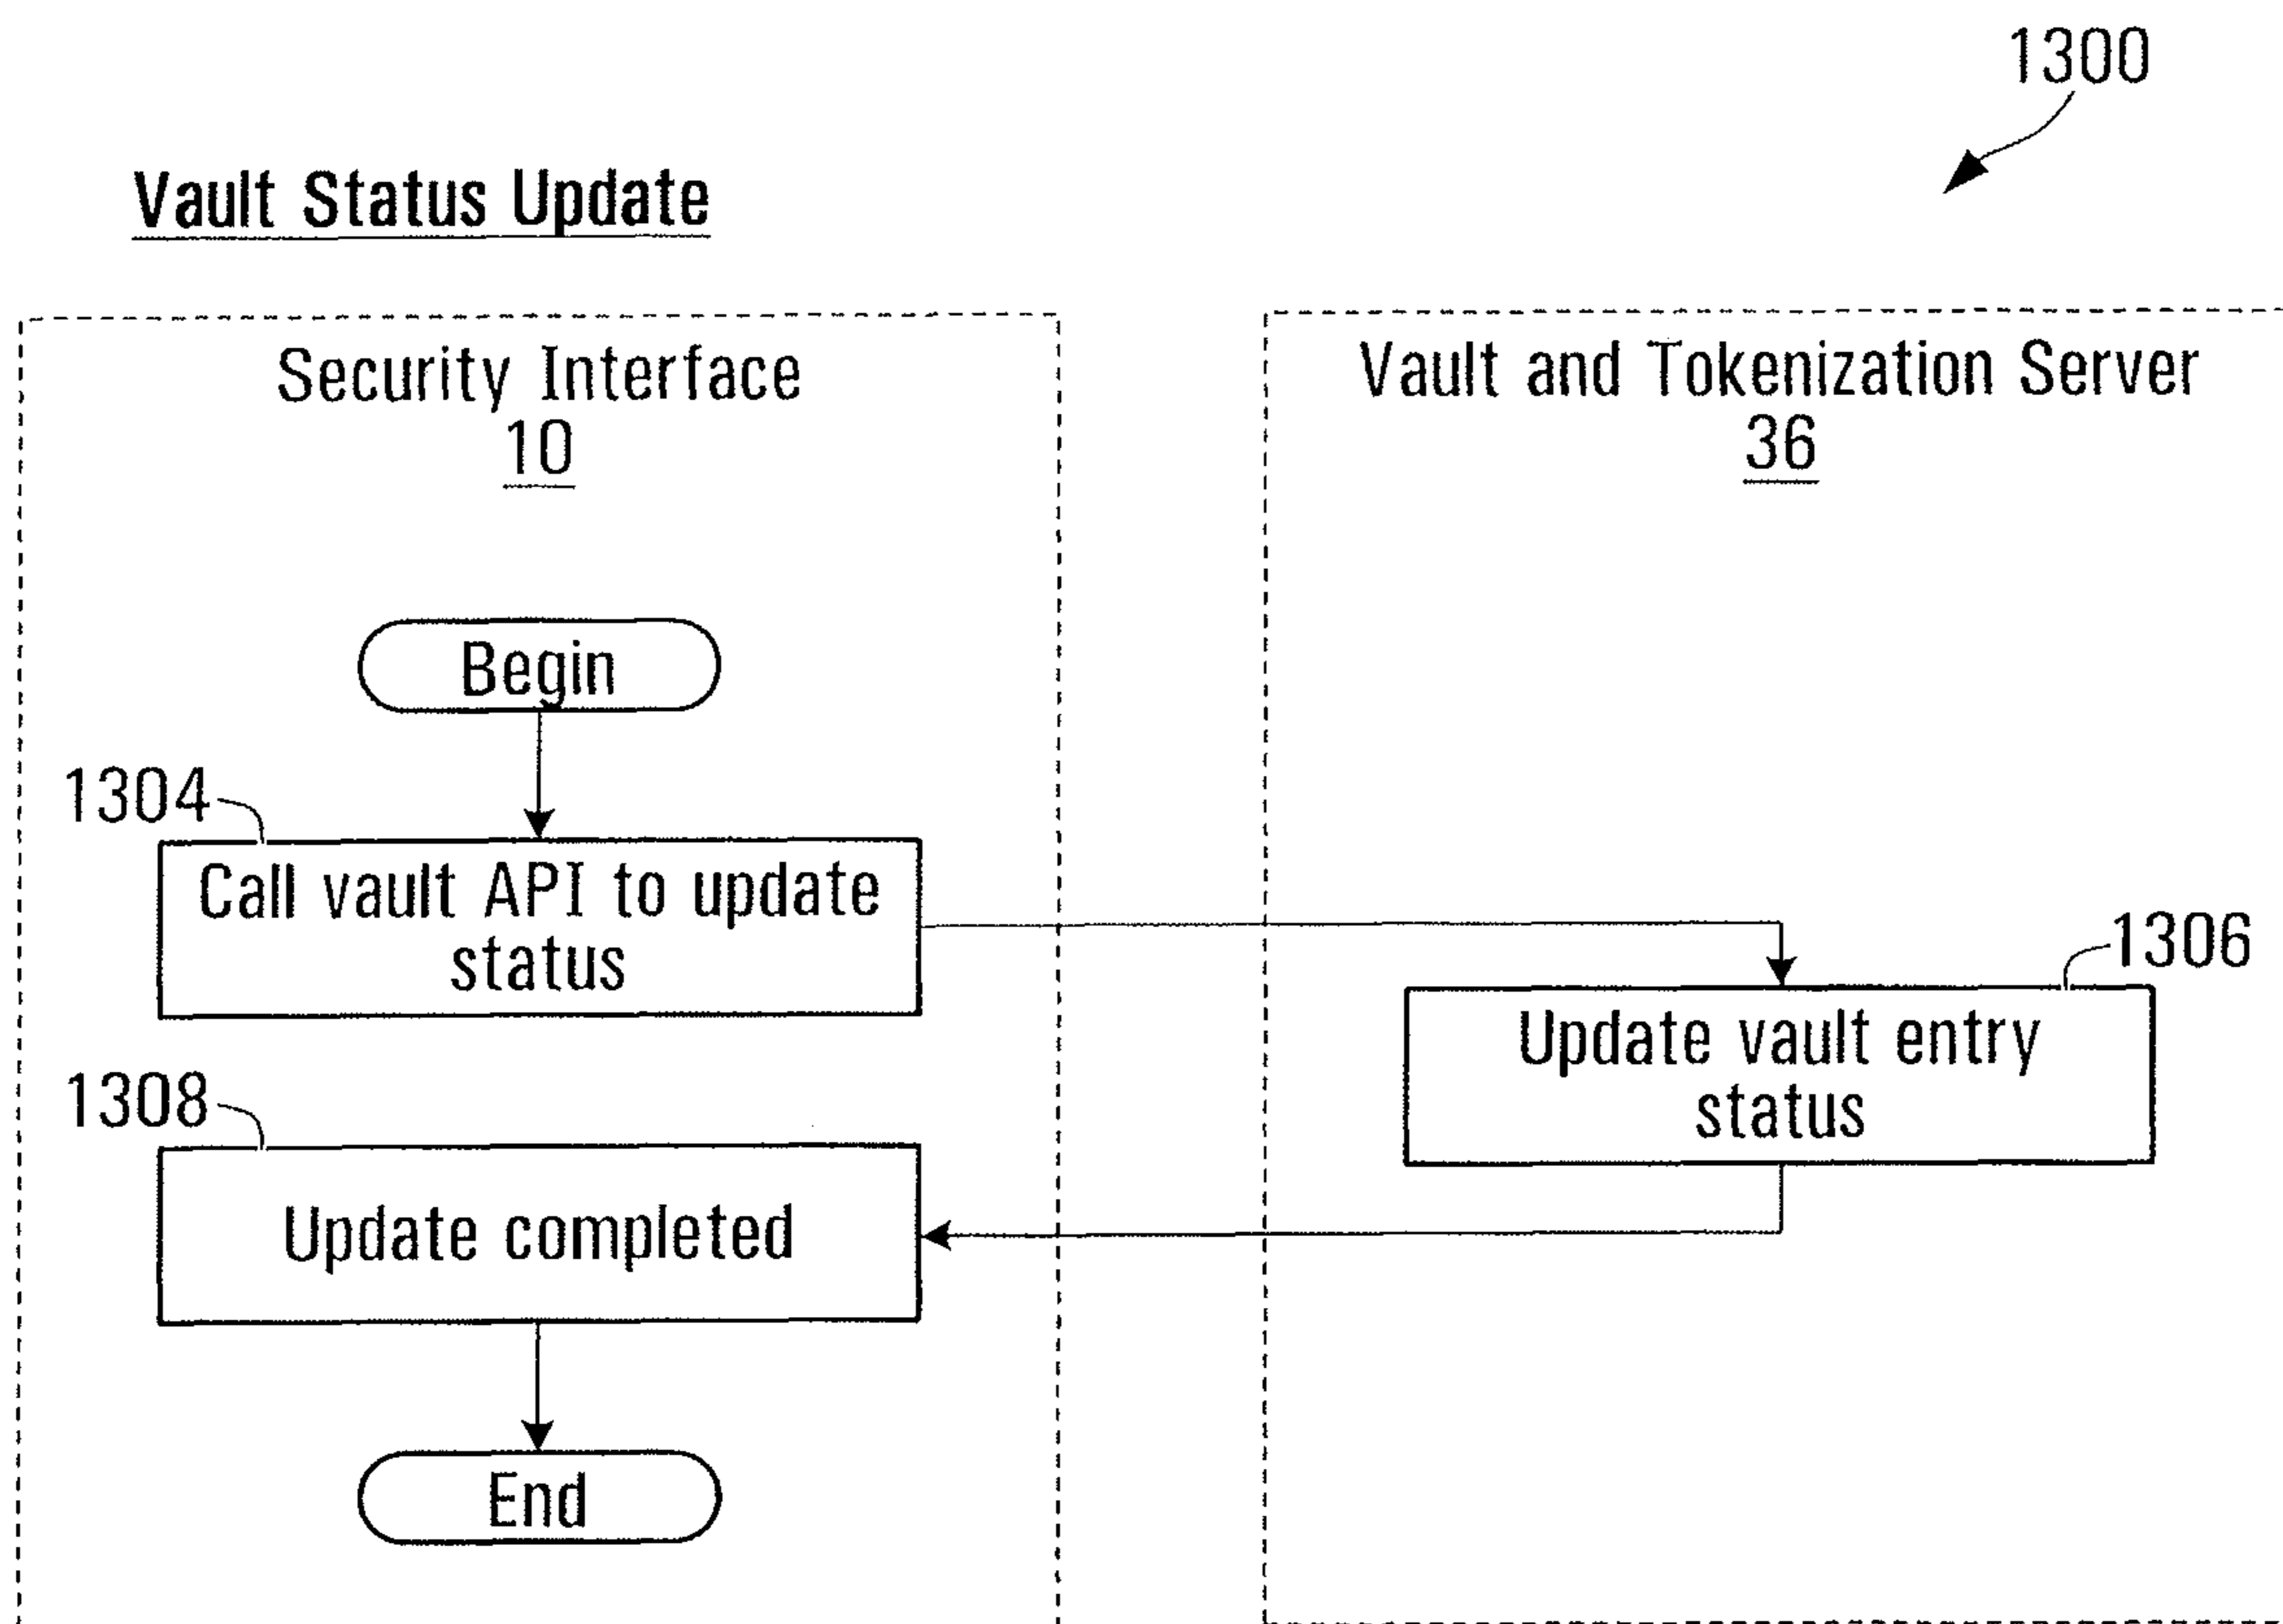 1300
Vault Status Update
Security Interface
10
Vault and Tokenization Server
36
Begin
1304
Call vault API to update
status
1306
Update vault entry
status
1308
Update completed
End